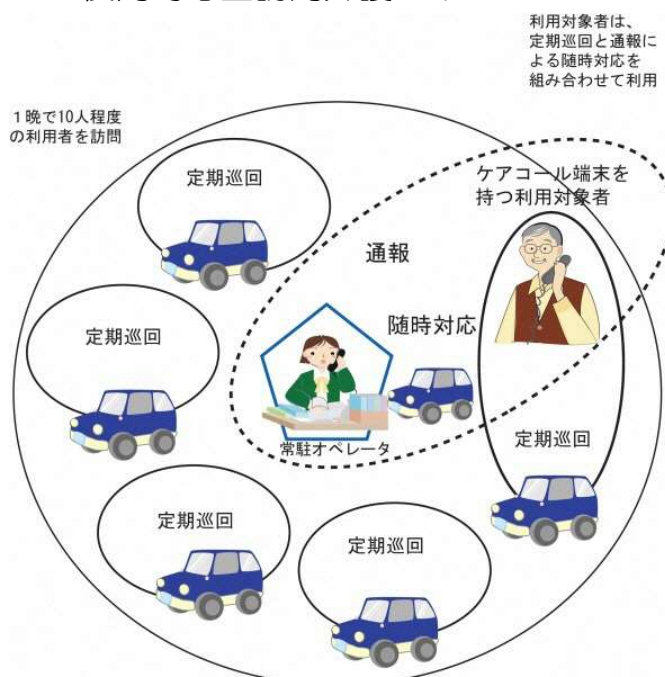 利用対象者は、
定期巡回と通報に
よる随時対応を
組み合わせて利用
１晩で10人程度
の利用者を訪問
定期巡回
ケアコール端末を
持つ利用対象者
通報
随時対応
定期巡回
常駐オペレータ
定期巡回
定期巡回
定期巡回